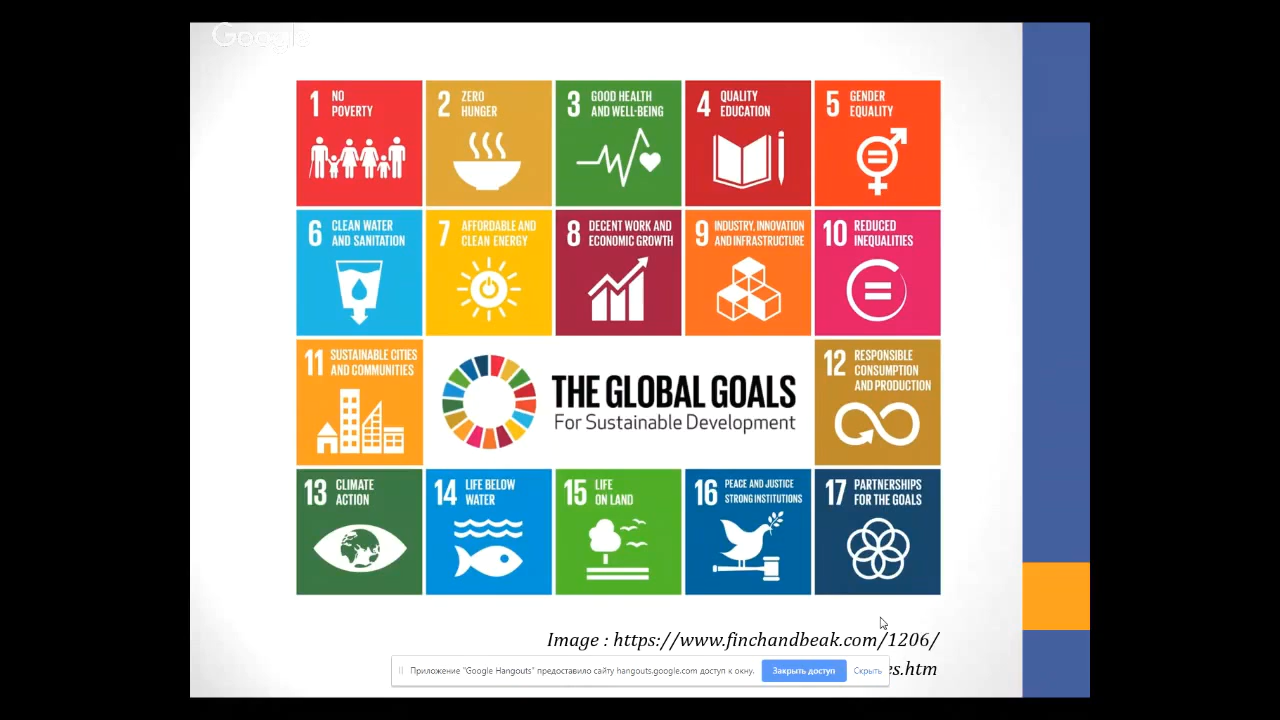 Google
1 NO
POVERTY
2 ZERO
HUNGER
3 GOOD HEALTH
AND WELL-BEING
4 QUALITY
EDUCATION
5 GENDER
EQUALITY
6 CLEAN WATER
AND SANITATION
7 AFFORDABLE AND
CLEAN ENERGY
8 DECENT WORK AND
ECONOMIC GROWTH
9 INDUSTRY, INNOVATION
AND INFRASTRUCTURE
10 REDUCED
INEQUALITIES
11 SUSTAINABLE CITIES
AND COMMUNITIES
THE GLOBAL GOALS
For Sustainable Development
12 RESPONSIBLE
CONSUMPTION
AND PRODUCTION
13 CLIMATE
ACTION
14 LIFE BELOW
WATER
15 LIFE
ON LAND
16 PEACE AND JUSTICE
STRONG INSTITUTIONS
17 PARTNERSHIPS
FOR THE GOALS
Image : https://www.finchandbeak.com/1206/
Приложение "Google Hangouts" предоставило сайту hangouts.google.com доступ к окну. Закрыть доступ Скрыть
es.htm